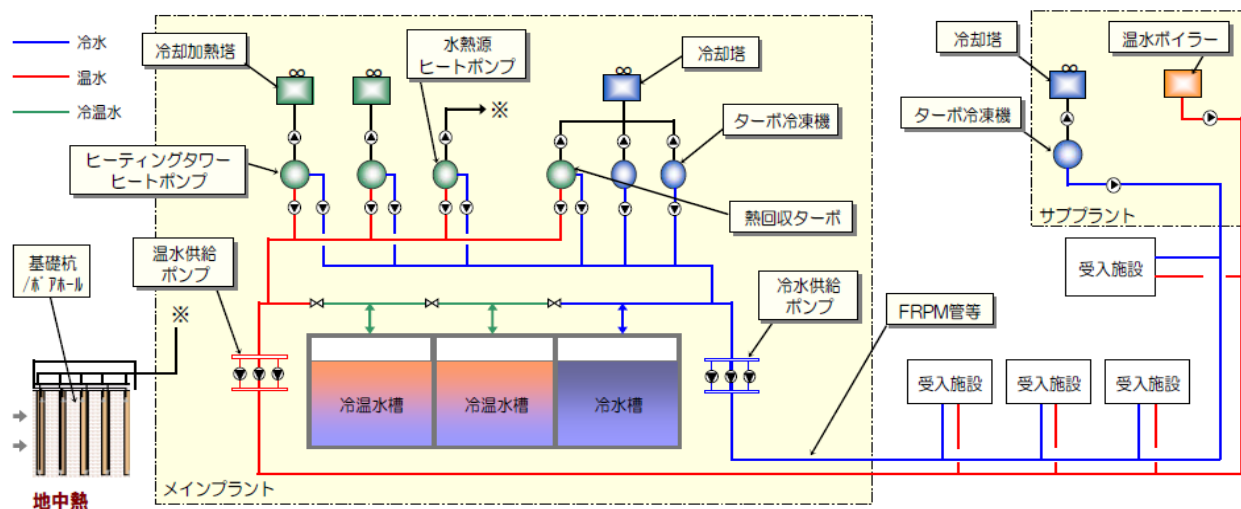 冷水
温水
冷温水
冷却加熱塔
水熱源
ヒートポンプ
冷却塔
※
ターボ冷凍機
ヒーティングタワー
ヒートポンプ
熱回収ターボ
冷却塔
温水ボイラー
ターボ冷凍機
サブプラント
基礎杭
/ボアホール
※
温水供給
ポンプ
冷水供給
ポンプ
FRPM管等
受入施設
受入施設
受入施設
受入施設
冷温水槽
冷温水槽
冷水槽
メインプラント
地中熱